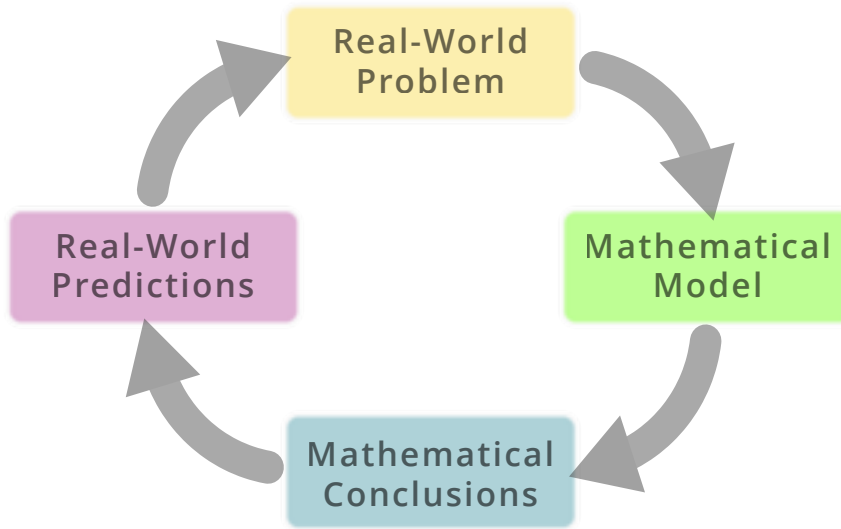 Real-World
Problem
Real-World
Predictions
Mathematical
Model
Mathematical
Conclusions